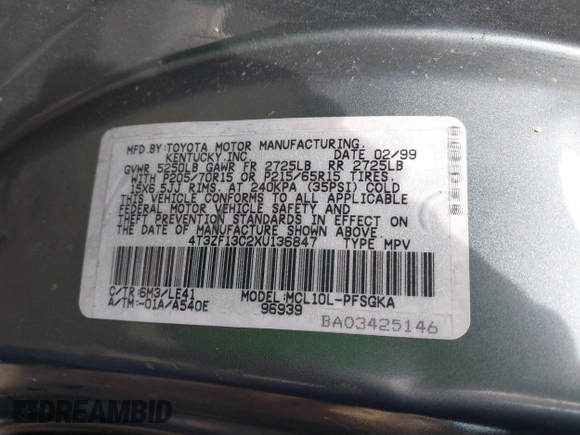 MFD.BY:TOYOTA MOTOR MANUFACTURING.
KENTUCKY.INC. DATE 02/99
GVWR 5250LB GAWR FR 2725LB RR 2725LB
WITH P205/70R15 OR P215/65R15 TIRES.
15X6.5JJ RIMS. AT 240KPA (35PSI) COLD
THIS VEHICLE CONFORMS TO ALL APPLICABLE
FEDERAL MOTOR VEHICLE SAFETY AND
THEFT PREVENTION STANDARDS IN EFFECT ON
THE DATE OF MANUFACTURE SHOWN ABOVE
4T3ZF13C2XU136847 TYPE MPV
C/TR:6M3/LE41 MODEL:MCL10L-PFSGKA
A/TM:-01A/A540E 96939
BA03425146
DREAMBID